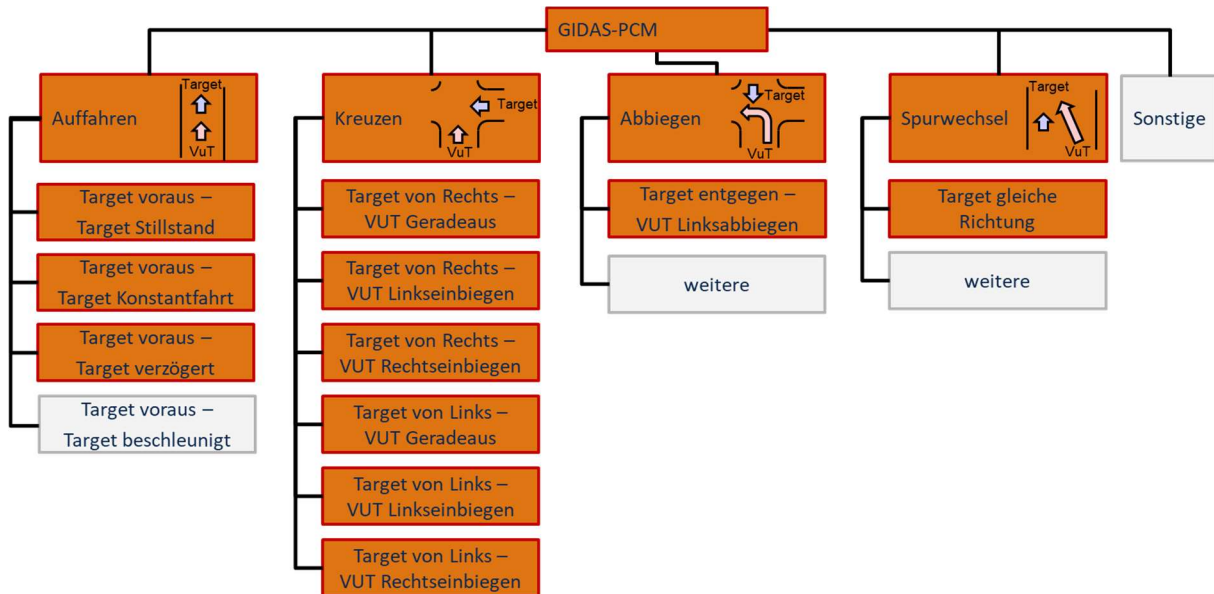 GIDAS-PCM
Auffahren
Target
VuT
Target voraus –
Target Stillstand
Target voraus –
Target Konstantfahrt
Target voraus –
Target verzögert
Target voraus –
Target beschleunigt
Kreuzen
Target
VuT
Target von Rechts –
VUT Geradeaus
Target von Rechts –
VUT Linkseinbiegen
Target von Rechts –
VUT Rechtseinbiegen
Target von Links –
VUT Geradeaus
Target von Links –
VUT Linkseinbiegen
Target von Links –
VUT Rechtseinbiegen
Abbiegen
Target
VuT
Target entgegen –
VUT Linksabbiegen
weitere
Spurwechsel
Target
VuT
Target gleiche
Richtung
weitere
Sonstige